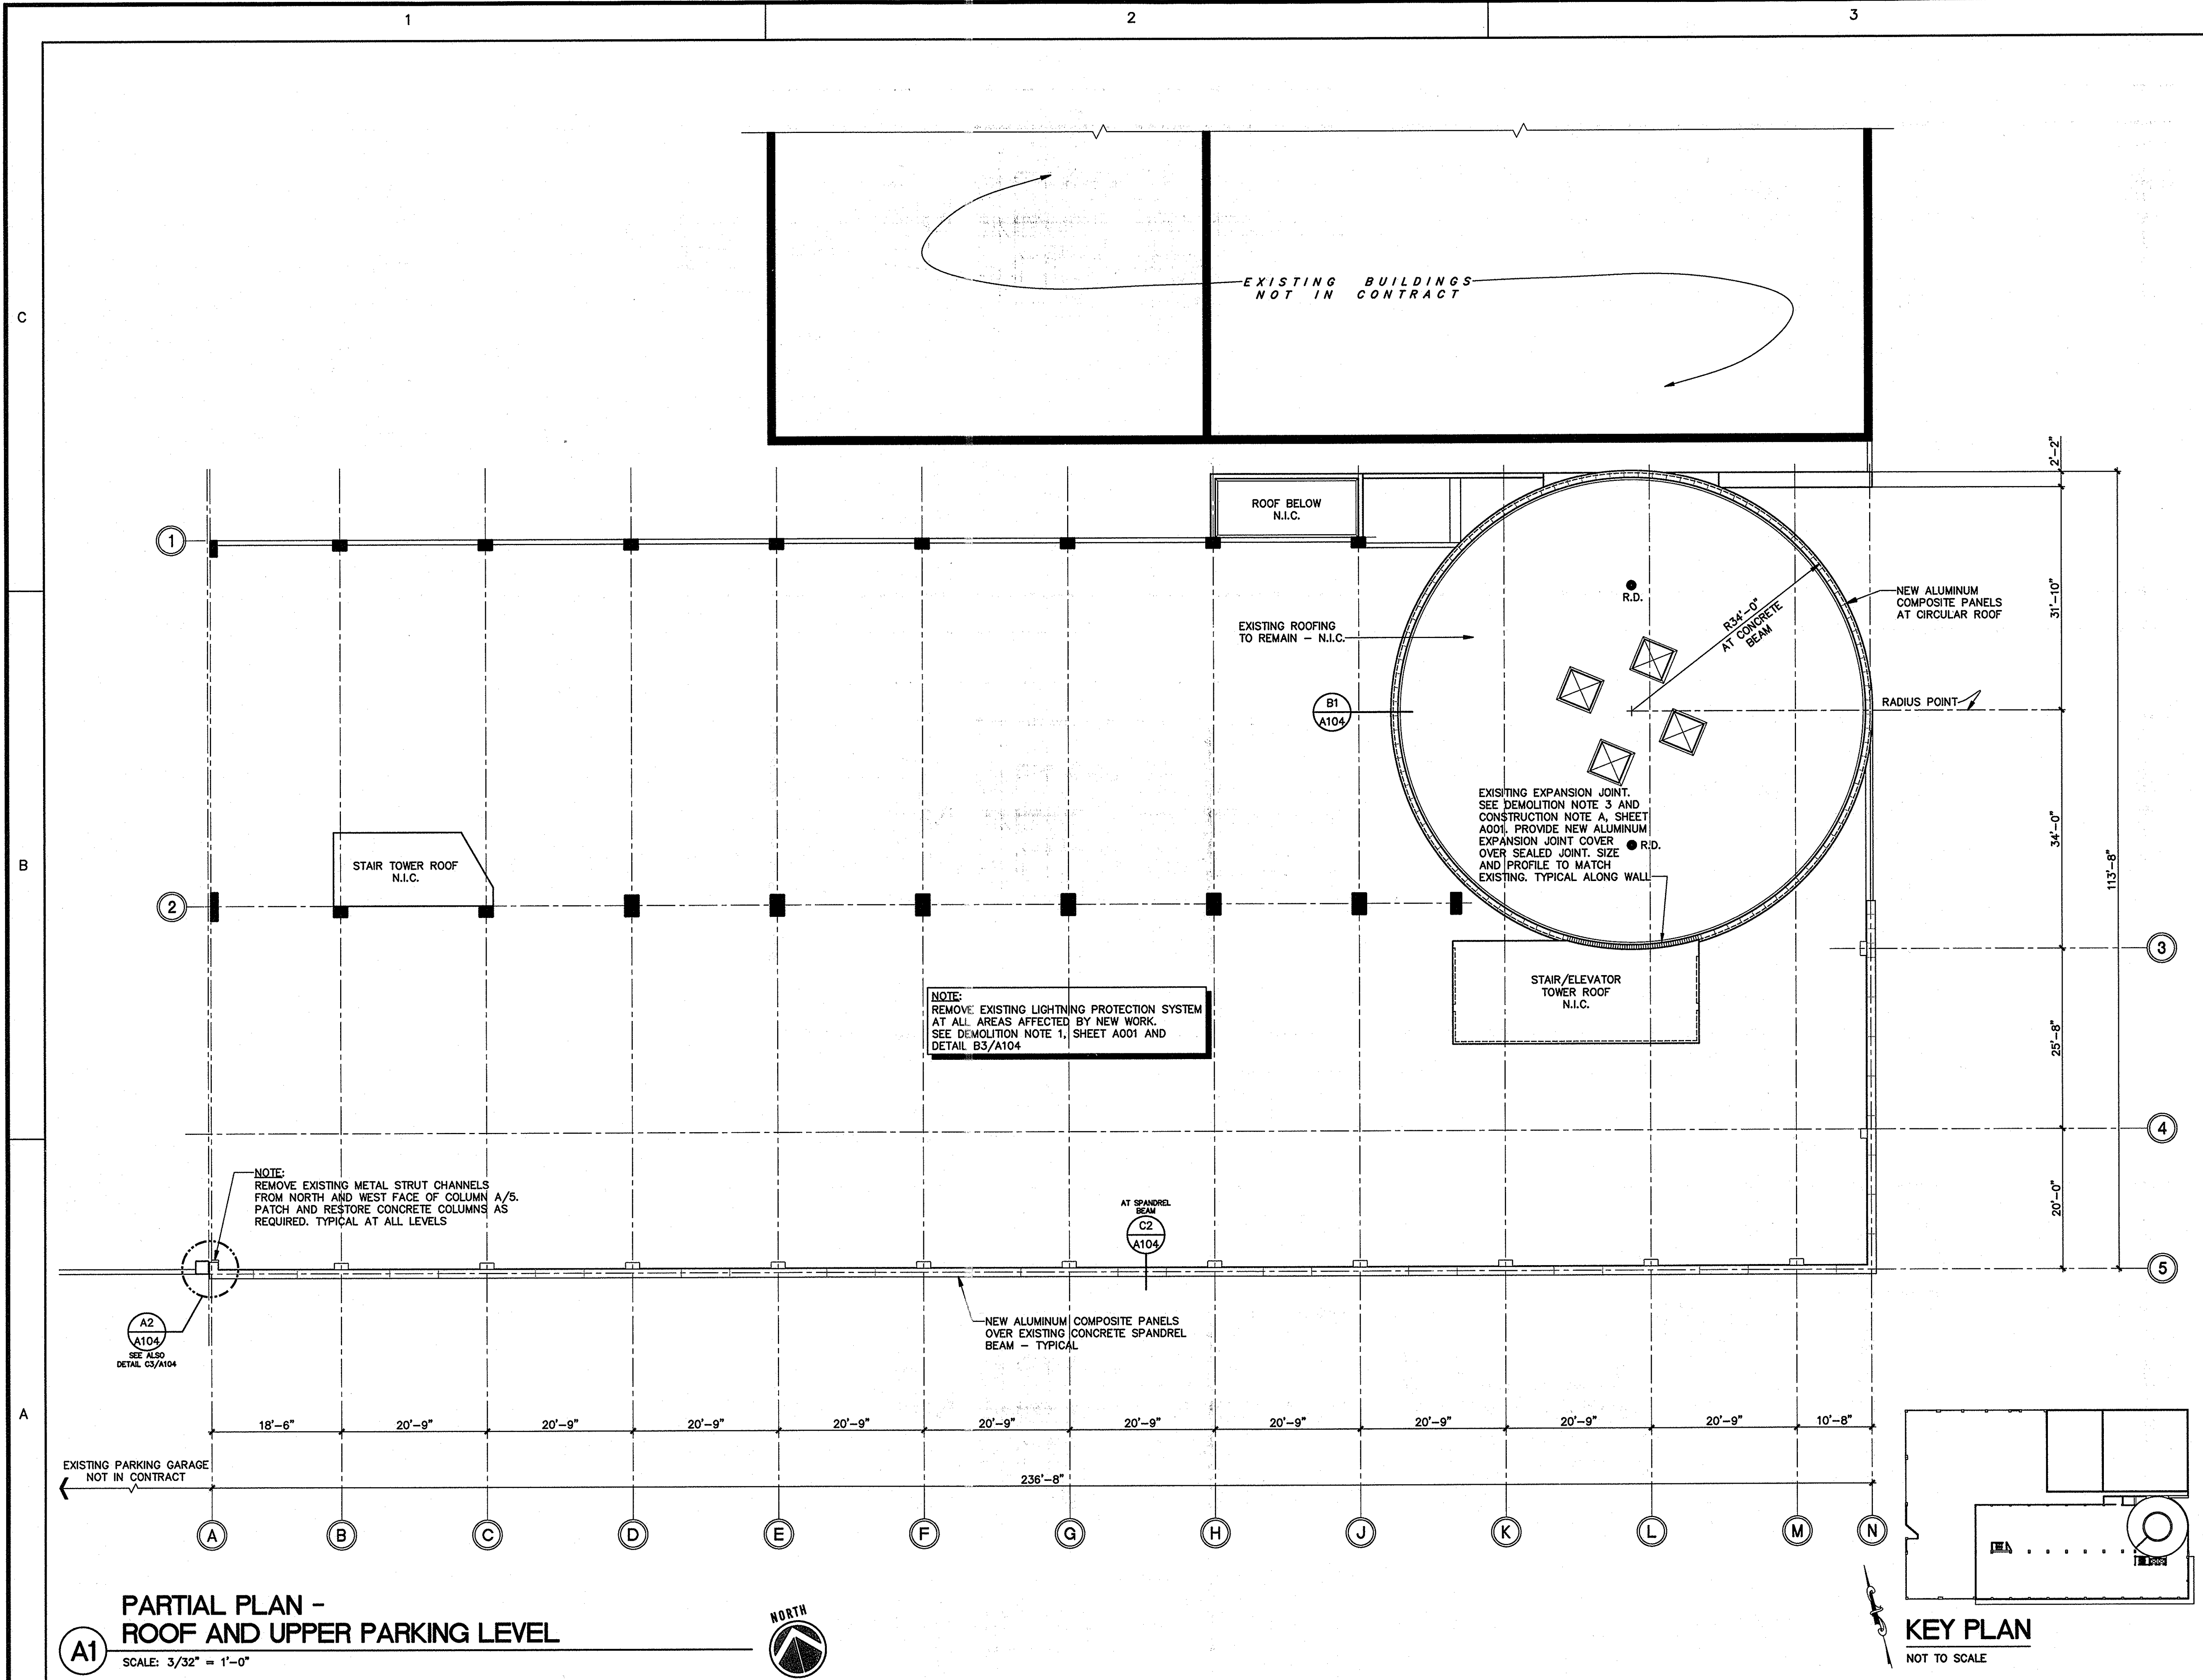 1
2
3
C
B
A
EXISTING BUILDINGS
NOT IN CONTRACT
ROOF BELOW
N.I.C.
1
2
3
4
5
2'-2"
31'-10"
34'-0"
25'-8"
20'-0"
113'-8"
R.D.
R34'-0"
AT CONCRETE
BEAM
NEW ALUMINUM
COMPOSITE PANELS
AT CIRCULAR ROOF
EXISTING ROOFING
TO REMAIN - N.I.C.
B1
A104
RADIUS POINT
EXISITING EXPANSION JOINT.
SEE DEMOLITION NOTE 3 AND
CONSTRUCTION NOTE A, SHEET
A001. PROVIDE NEW ALUMINUM
EXPANSION JOINT COVER
OVER SEALED JOINT. SIZE
AND PROFILE TO MATCH
EXISTING. TYPICAL ALONG WALL
R.D.
STAIR TOWER ROOF
N.I.C.
STAIR/ELEVATOR
TOWER ROOF
N.I.C.
NOTE:
REMOVE EXISTING LIGHTNING PROTECTION SYSTEM
AT ALL AREAS AFFECTED BY NEW WORK.
SEE DEMOLITION NOTE 1, SHEET A001 AND
DETAIL B3/A104
NOTE:
REMOVE EXISTING METAL STRUT CHANNELS
FROM NORTH AND WEST FACE OF COLUMN A/5.
PATCH AND RESTORE CONCRETE COLUMNS AS
REQUIRED. TYPICAL AT ALL LEVELS
AT SPANDREL
BEAM
C2
A104
A2
A104
SEE ALSO
DETAIL C3/A104
NEW ALUMINUM COMPOSITE PANELS
OVER EXISTING CONCRETE SPANDREL
BEAM - TYPICAL
18'-6"
20'-9"
20'-9"
20'-9"
20'-9"
20'-9"
20'-9"
20'-9"
20'-9"
20'-9"
20'-9"
10'-8"
EXISTING PARKING GARAGE
NOT IN CONTRACT
236'-8"
A
B
C
D
E
F
G
H
J
K
L
M
N
A1
PARTIAL PLAN -
ROOF AND UPPER PARKING LEVEL
SCALE: 3/32" = 1'-0"
NORTH
KEY PLAN
NOT TO SCALE